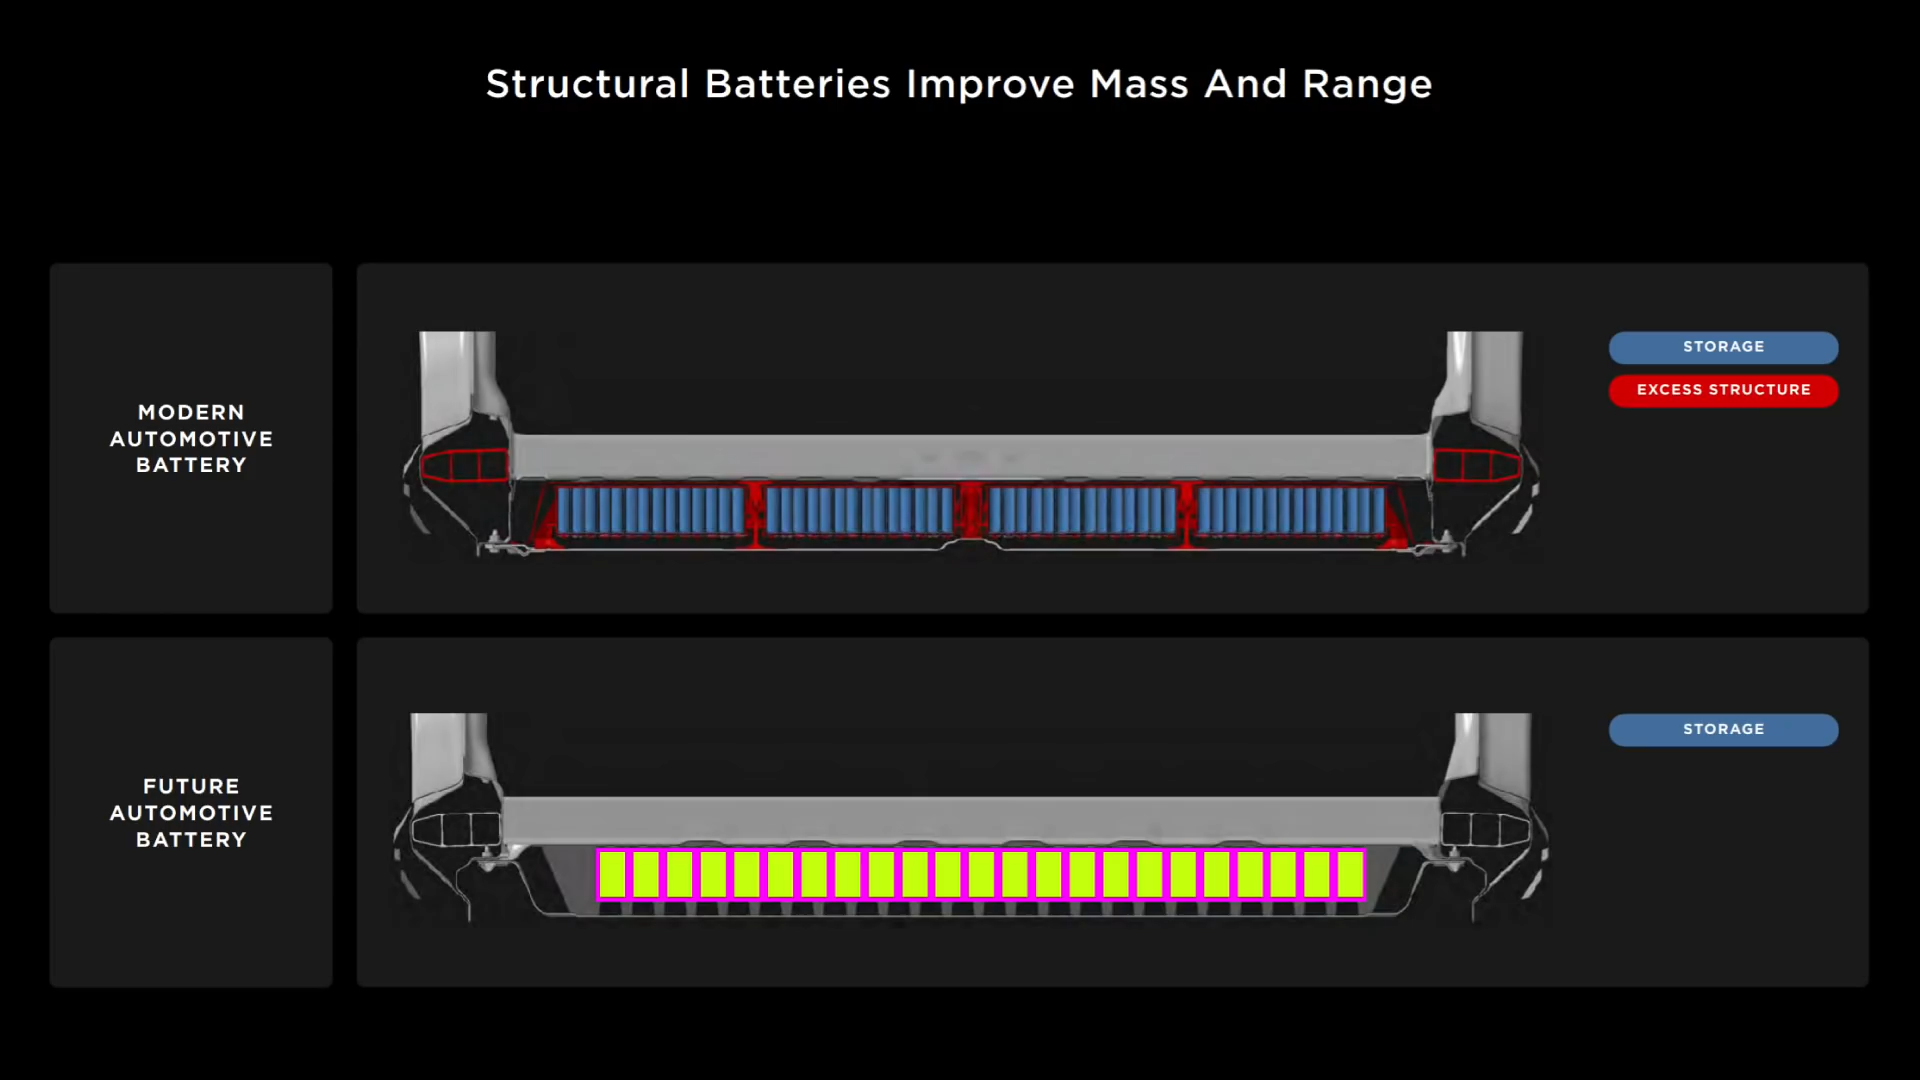 Structural Batteries Improve Mass And Range
MODERN
AUTOMOTIVE
BATTERY
STORAGE
EXCESS STRUCTURE
FUTURE
AUTOMOTIVE
BATTERY
STORAGE